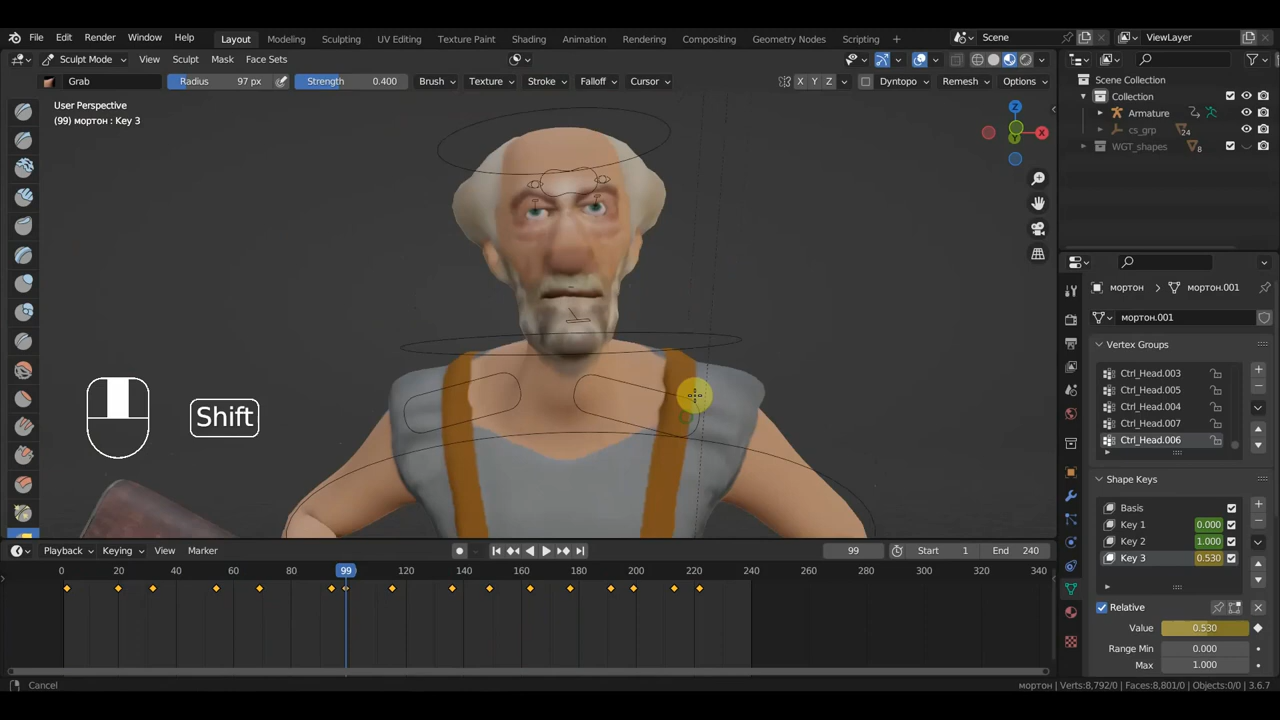 File Edit Render Window Help Layout Modeling Sculpting UV Editing Texture Paint Shading Animation Rendering Compositing Geometry Nodes Scripting + Scene ViewLayer
Sculpt Mode View Sculpt Mask Face Sets
Grab Radius 97 px Strength 0.400 Brush Texture Stroke Falloff Cursor X Y Z Dyntopo Remesh Options
User Perspective
(99) мортон : Key 3
Z
X
Y
Scene Collection
Collection
Armature
cs_grp 24
WGT_shapes 8
мортон > мортон.001
мортон.001
Vertex Groups
Ctrl_Head.003
Ctrl_Head.005
Ctrl_Head.004
Ctrl_Head.007
Ctrl_Head.006
Shape Keys
Basis
Key 1 0.000
Key 2 1.000
Key 3 0.530
Relative
Value 0.530
Range Min 0.000
Max 1.000
Shift
Playback Keying View Marker 99 Start 1 End 240
0 20 40 60 80 99 120 140 160 180 200 220 240 260 280 300 320 340
Cancel мортон | Verts:8,792/0 | Faces:8,801/0 | Objects:0/0 | 3.6.7